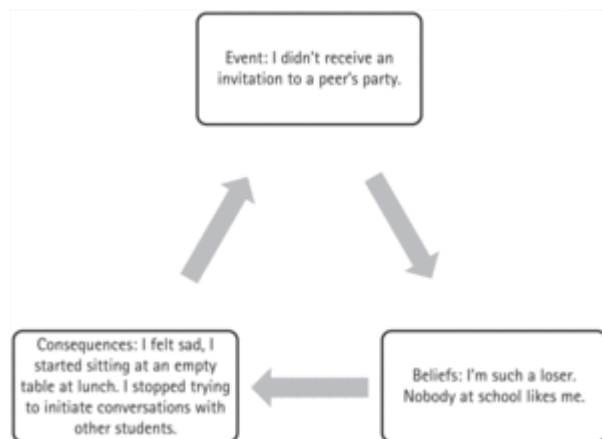 Event: I didn't receive an
invitation to a peer's party.
Consequences: I felt sad, I
started sitting at an empty
table at lunch. I stopped trying
to initiate conversations with
other students.
Beliefs: I'm such a loser.
Nobody at school likes me.